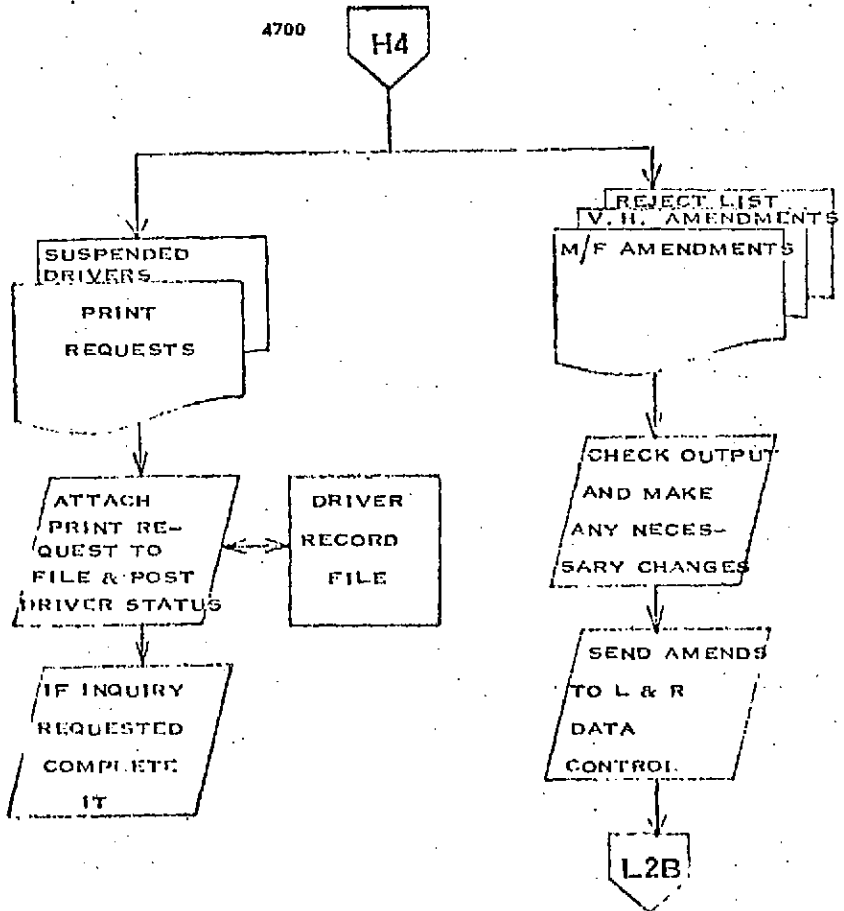 4700
H4
SUSPENDED
DRIVERS
PRINT
REQUESTS
REJECT LIST
V. H. AMENDMENTS
M/F AMENDMENTS
ATTACH
PRINT RE-
QUEST TO
FILE & POST
DRIVER STATUS
DRIVER
RECORD
FILE
CHECK OUTPUT
AND MAKE
ANY NECES-
SARY CHANGES
IF INQUIRY
REQUESTED
COMPLETE
IT
SEND AMENDS
TO L & R
DATA
CONTROL
L2B